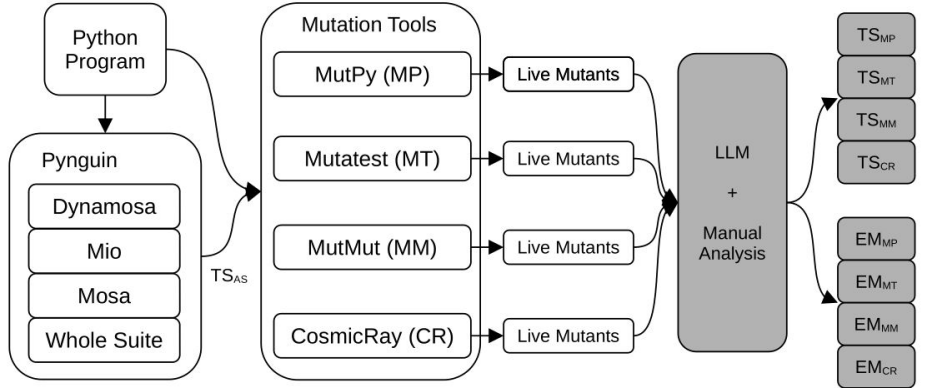 Python
Program
Pynguin
Dynamosa
Mio
Mosa
Whole Suite
TSAS
Mutation Tools
MutPy (MP)
Mutatest (MT)
MutMut (MM)
CosmicRay (CR)
Live Mutants
Live Mutants
Live Mutants
Live Mutants
LLM
+
Manual
Analysis
TSMP
TSMT
TSMM
TSCR
EMMP
EMMT
EMMM
EMCR